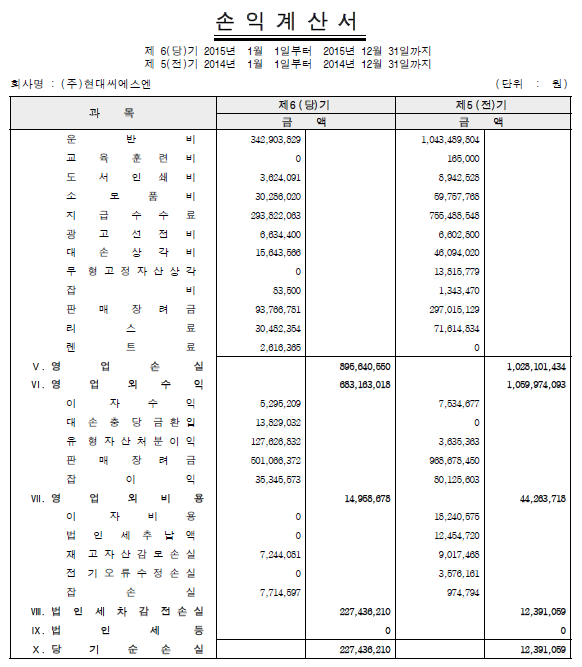 손 익 계 산 서
제 6(당)기 2015년 1월 1일부터 2015년 12월 31일까지
제 5(전)기 2014년 1월 1일부터 2014년 12월 31일까지
회사명 : (주)현대씨에스엔 (단위 : 원)
과 목 제6(당)기 제5(전)기
금 액 금 액
운 반 비 342,903,829 1,043,489,804
교 육 훈 련 비 0 165,000
도 서 인 쇄 비 3,624,091 8,942,528
소 모 품 비 30,286,020 59,757,768
지 급 수 수 료 293,822,063 755,488,548
광 고 선 전 비 6,634,400 6,602,800
대 손 상 각 비 15,643,566 46,094,020
무 형 고 정 자 산 상 각 0 13,815,779
잡 비 83,500 1,343,470
판 매 장 려 금 93,766,781 297,015,129
리 스 료 30,482,354 71,614,834
렌 트 료 2,616,365 0
Ⅴ. 영 업 손 실 895,640,550 1,028,101,434
Ⅵ. 영 업 외 수 익 683,163,018 1,059,974,093
이 자 수 익 5,295,209 7,534,677
대 손 충 당 금 환 입 13,829,032 0
유 형 자 산 처 분 이 익 127,626,832 3,635,363
판 매 장 려 금 501,066,372 968,678,450
잡 이 익 35,345,573 80,125,603
Ⅶ. 영 업 외 비 용 14,958,678 44,263,718
이 자 비 용 0 18,240,575
법 인 세 추 납 액 0 12,454,720
재 고 자 산 감 모 손 실 7,244,081 9,017,468
전 기 오 류 수 정 손 실 0 3,576,161
잡 손 실 7,714,597 974,794
Ⅷ. 법 인 세 차 감 전 손 실 227,436,210 12,391,059
Ⅸ. 법 인 세 등 0 0
Ⅹ. 당 기 순 손 실 227,436,210 12,391,059